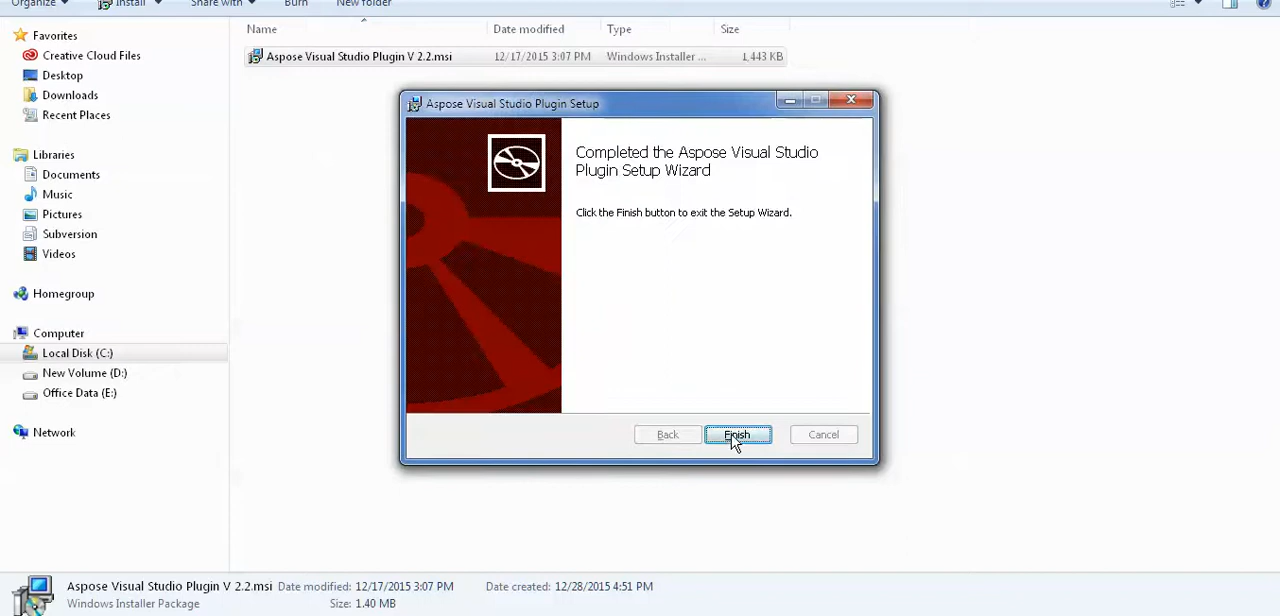 Organize
Install
Share with
Burn
New folder
Name
Date modified
Type
Size
Aspose Visual Studio Plugin V 2.2.msi
12/17/2015 3:07 PM
Windows Installer ...
1,443 KB
Favorites
Creative Cloud Files
Desktop
Downloads
Recent Places
Libraries
Documents
Music
Pictures
Subversion
Videos
Homegroup
Computer
Local Disk (C:)
New Volume (D:)
Office Data (E:)
Network
Aspose Visual Studio Plugin Setup
Completed the Aspose Visual Studio
Plugin Setup Wizard
Click the Finish button to exit the Setup Wizard.
Back
Finish
Cancel
Aspose Visual Studio Plugin V 2.2.msi Date modified: 12/17/2015 3:07 PM Date created: 12/28/2015 4:51 PM
Windows Installer Package Size: 1.40 MB